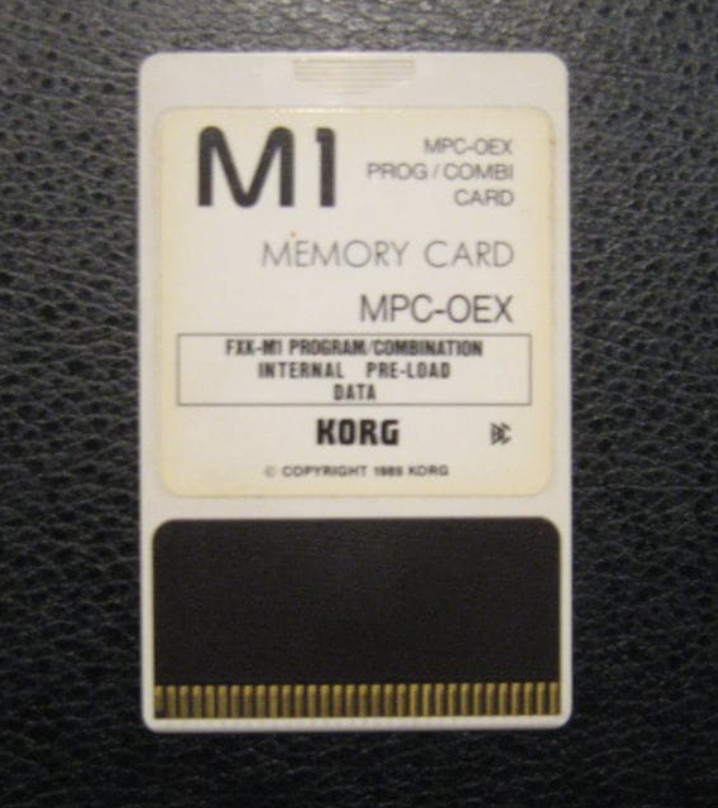 M1
MPC-OEX
PROG / COMBI
CARD
MEMORY CARD
MPC-OEX
FXK-M1 PROGRAM/COMBINATION
INTERNAL PRE-LOAD
DATA
KORG
© COPYRIGHT 1989 KORG